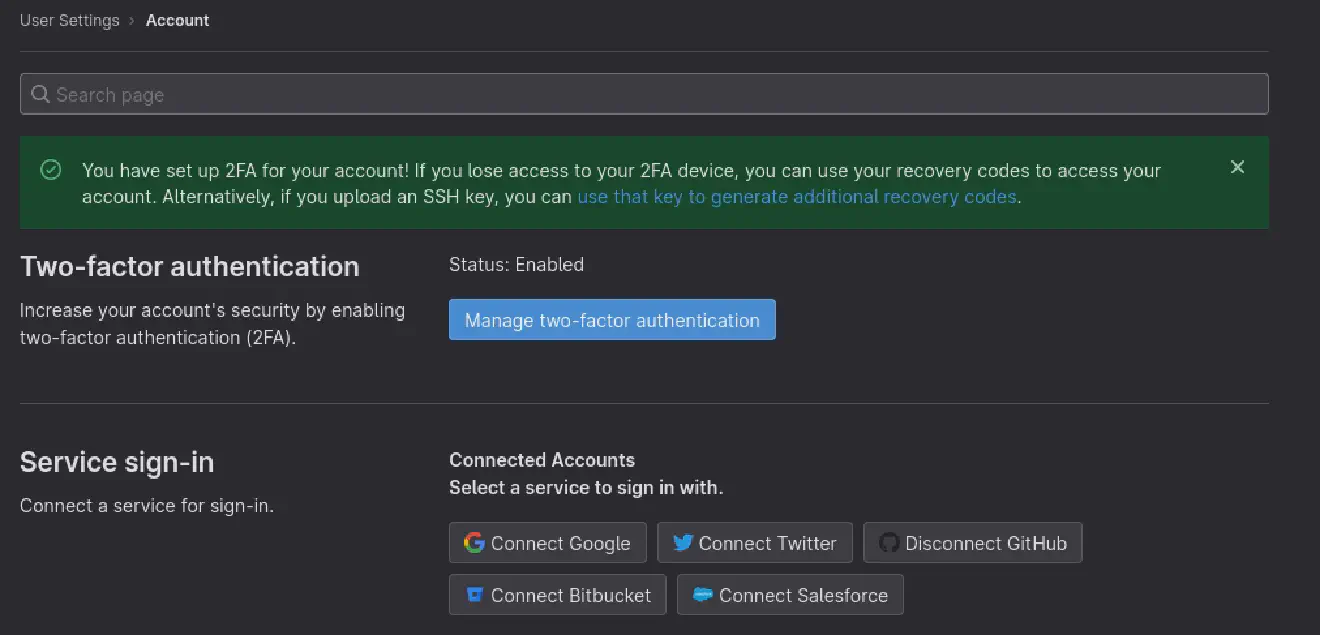 User Settings › Account
Search page
You have set up 2FA for your account! If you lose access to your 2FA device, you can use your recovery codes to access your
account. Alternatively, if you upload an SSH key, you can use that key to generate additional recovery codes.
Two-factor authentication
Increase your account's security by enabling
two-factor authentication (2FA).
Status: Enabled
Manage two-factor authentication
Service sign-in
Connect a service for sign-in.
Connected Accounts
Select a service to sign in with.
Connect Google Connect Twitter Disconnect GitHub
Connect Bitbucket Connect Salesforce